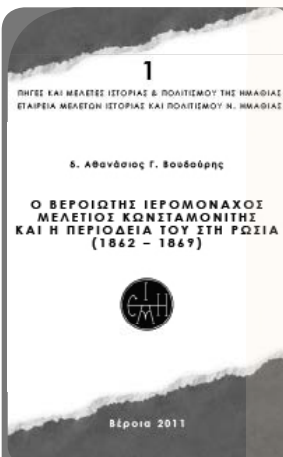 1
ΠΗΓΕΣ ΚΑΙ ΜΕΛΕΤΕΣ ΙΣΤΟΡΙΑΣ & ΠΟΛΙΤΙΣΜΟΥ ΤΗΣ ΗΜΑΘΙΑΣ
ΕΤΑΙΡΕΙΑ ΜΕΛΕΤΩΝ ΙΣΤΟΡΙΑΣ ΚΑΙ ΠΟΛΙΤΙΣΜΟΥ Ν. ΗΜΑΘΙΑΣ
δ. Αθανάσιος Γ. Βουδούρης
Ο ΒΕΡΟΙΩΤΗΣ ΙΕΡΟΜΟΝΑΧΟΣ
ΜΕΛΕΤΙΟΣ ΚΩΝΣΤΑΜΟΝΙΤΗΣ
ΚΑΙ Η ΠΕΡΙΟΔΕΙΑ ΤΟΥ ΣΤΗ ΡΩΣΙΑ
(1862 – 1869)
Ι
Ε Η
Μ
Βέροια 2011